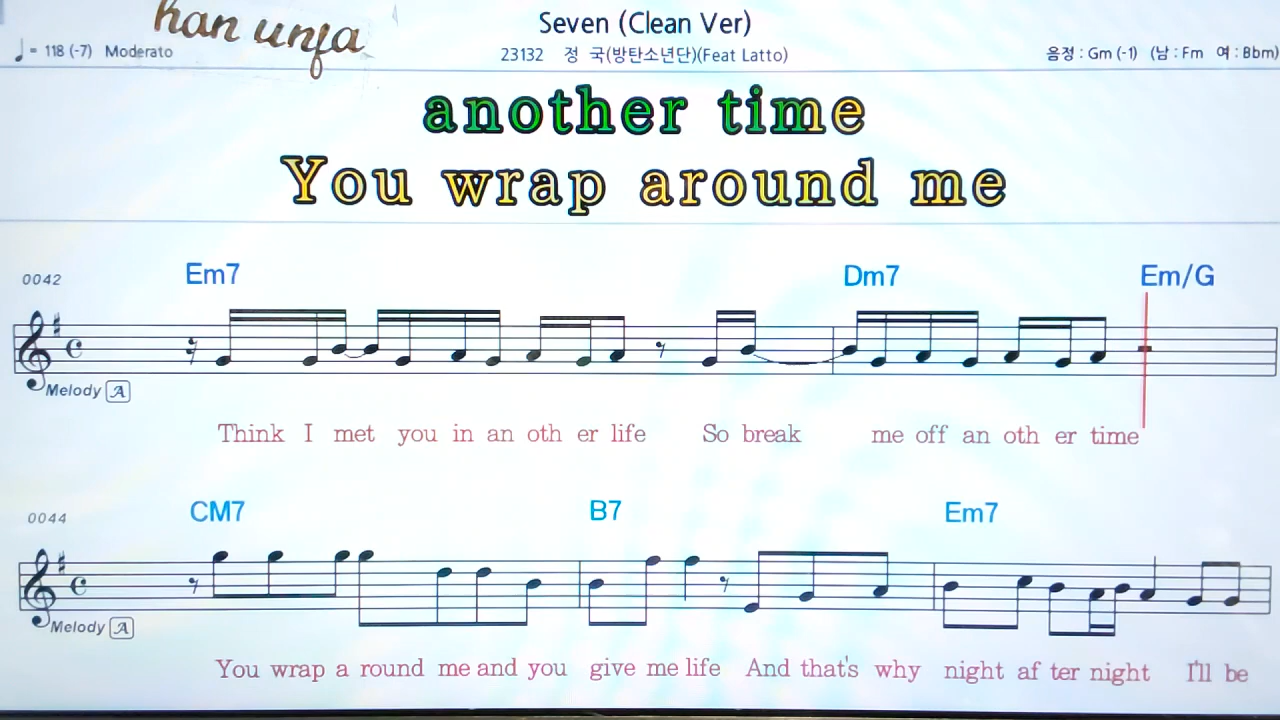 han unja
Seven (Clean Ver)
♩= 118 (-7) Moderato
23132 정 국(방탄소년단)(Feat Latto)
음정 : Gm (-1) (남 : Fm 여 : Bbm)
another time
You wrap around me
0042 Em7 Dm7 Em/G
Melody A
Think I met you in an oth er life So break me off an oth er time
0044 CM7 B7 Em7
Melody A
You wrap a round me and you give me life And that's why night af ter night I'll be